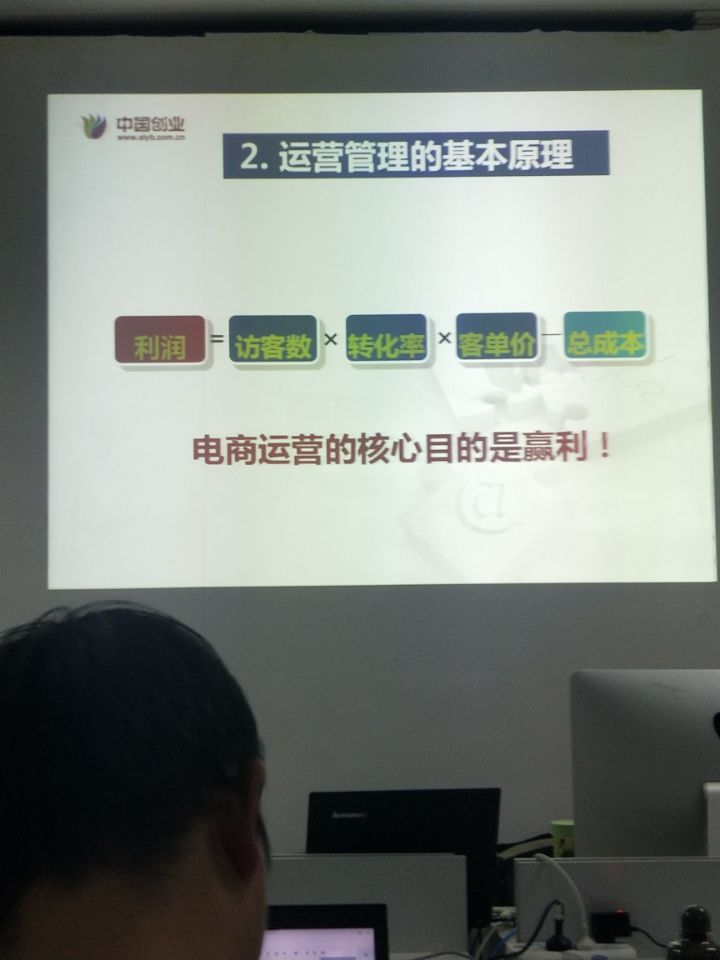 中国创业
www.siyb.com.cn
2. 运营管理的基本原理
利润 = 访客数 × 转化率 × 客单价 — 总成本
电商运营的核心目的是赢利！
@
lenovo